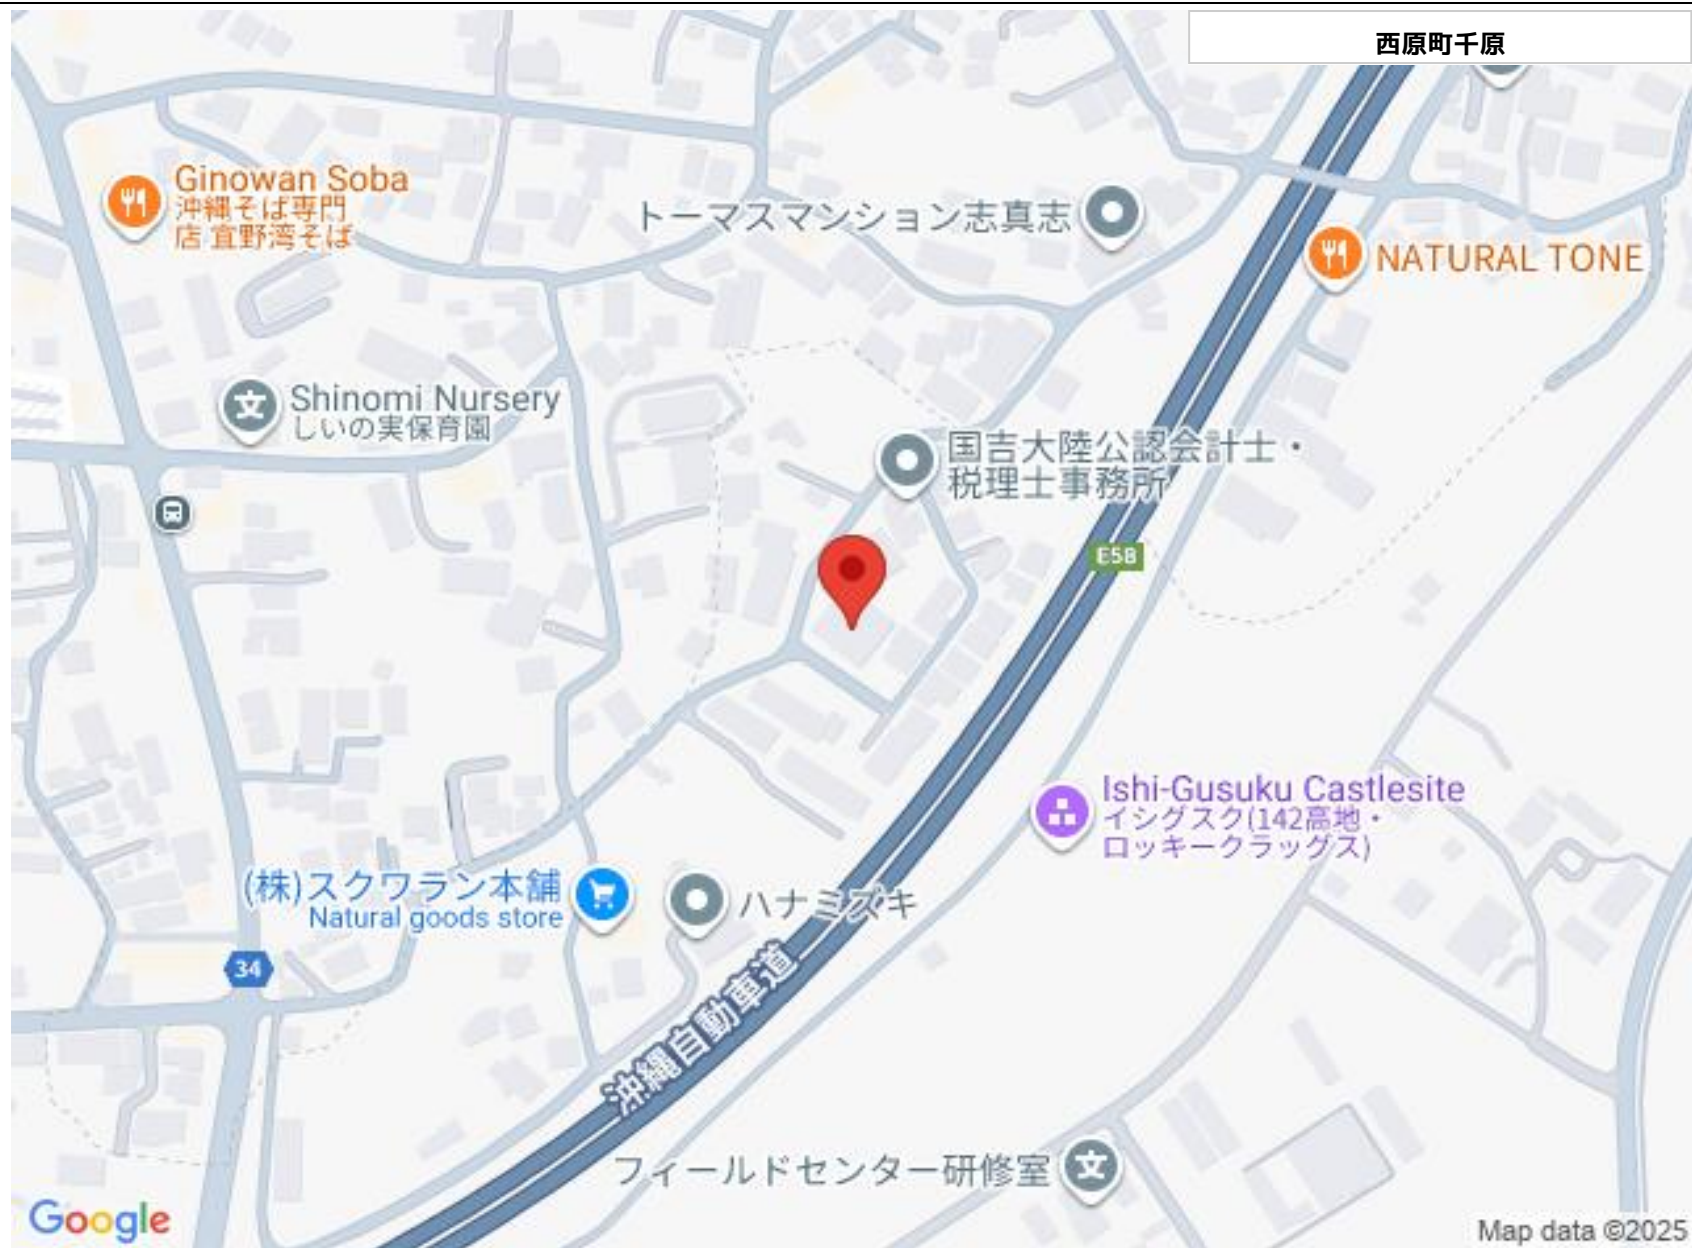 西原町千原
Ginowan Soba
沖縄そば専門
店 宜野湾そば
トーマスマンション志真志
NATURAL TONE
Shinomi Nursery
しいの実保育園
国吉大陸公認会計士・
税理士事務所
E58
Ishi-Gusuku Castlesite
イシグスク(142高地・
ロッキークラッグス)
(株)スクワラン本舗
Natural goods store
ハナミズキ
34
沖縄自動車道
フィールドセンター研修室
Google
Map data ©2025